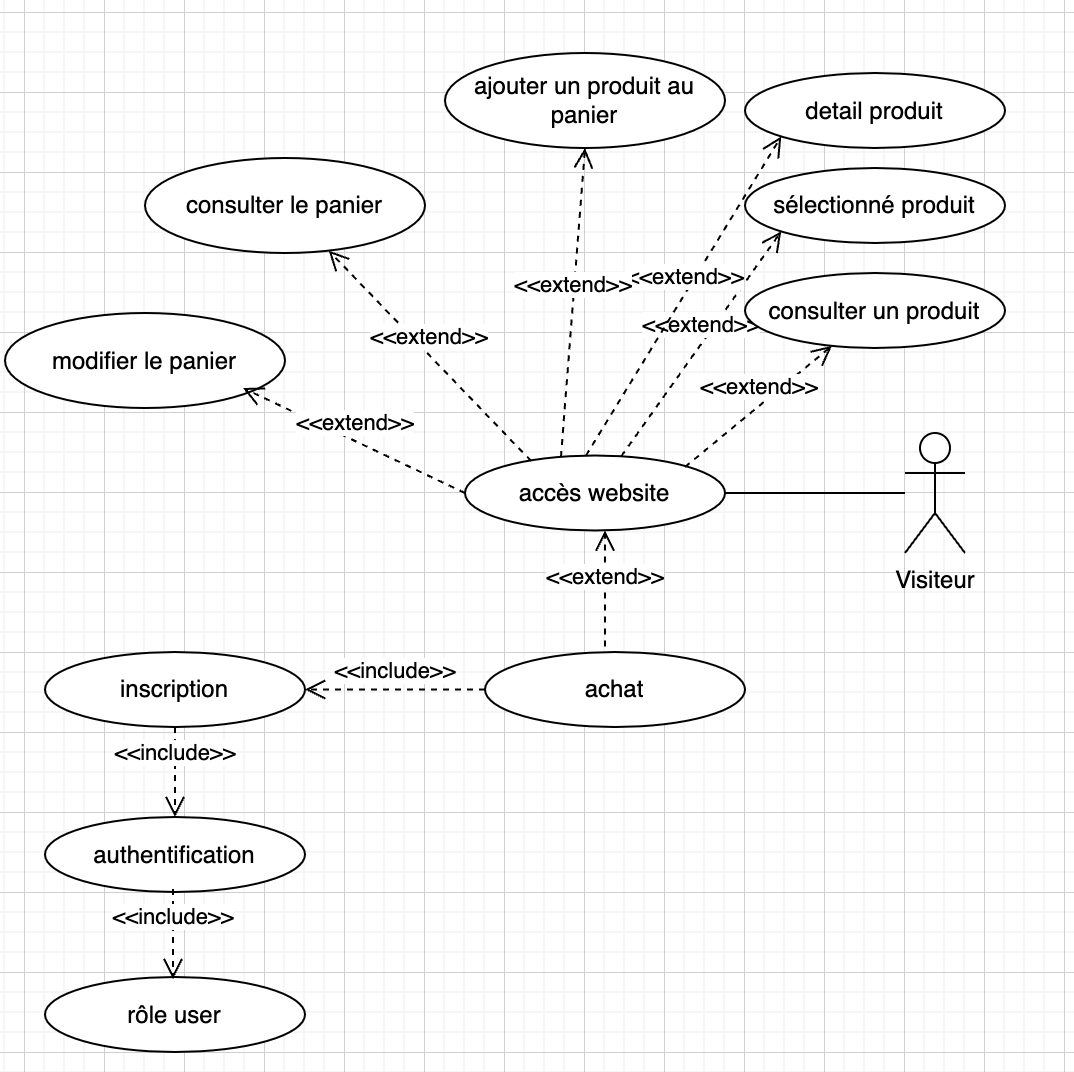 ajouter un produit au
panier
detail produit
consulter le panier
sélectionné produit
<<extend>>
<<extend>>
consulter un produit
<<extend>>
<<extend>>
modifier le panier
<<extend>>
<<extend>>
accès website
<<extend>>
Visiteur
<<include>>
inscription
achat
<<include>>
authentification
<<include>>
rôle user